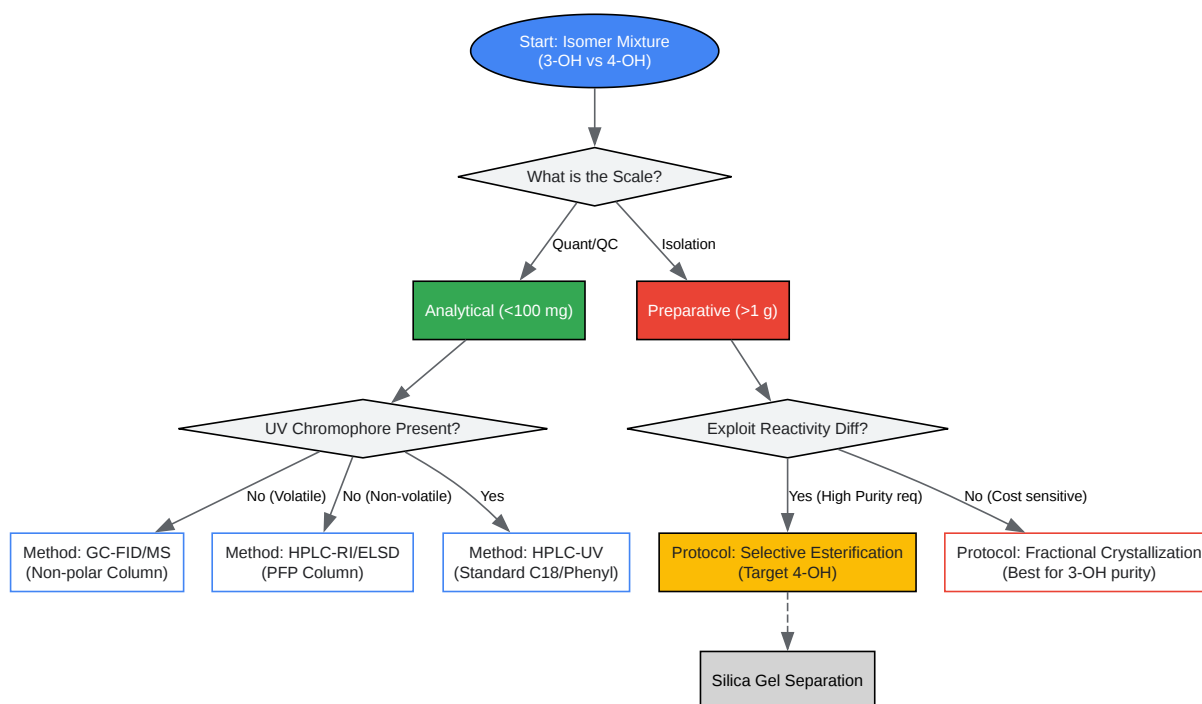 Start: Isomer Mixture
(3-OH vs 4-OH)
What is the Scale?
Quant/QC
Isolation
Analytical (<100 mg)
Preparative (>1 g)
UV Chromophore Present?
Exploit Reactivity Diff?
No (Volatile)
No (Non-volatile)
Yes
Yes (High Purity req)
No (Cost sensitive)
Method: GC-FID/MS
(Non-polar Column)
Method: HPLC-RI/ELSD
(PFP Column)
Method: HPLC-UV
(Standard C18/Phenyl)
Protocol: Selective Esterification
(Target 4-OH)
Protocol: Fractional Crystallization
(Best for 3-OH purity)
Silica Gel Separation